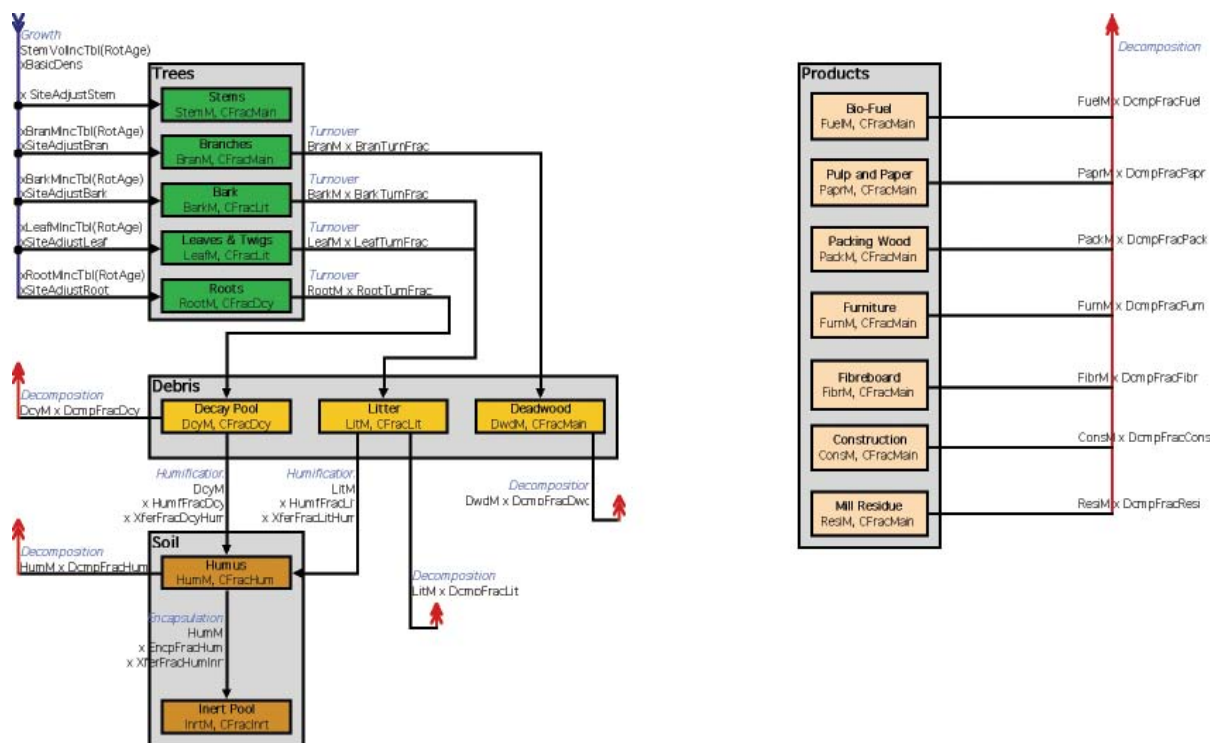 Growth
StemVolIncTbl(RotAge)
xBasicDens
x SiteAdjustStem
xBranMIncTbl(RotAge)
xSiteAdjustBran
xBarkMIncTbl(RotAge)
xSiteAdjustBark
xLeafMIncTbl(RotAge)
xSiteAdjustLeaf
xRootMIncTbl(RotAge)
xSiteAdjustRoot
Trees
Stems
StemM, CFracMain
Branches
BranM, CFracMain
Bark
BarkM, CFracLit
Leaves & Twigs
LeafM, CFracLit
Roots
RootM, CFracDcy
Turnover
BranM x BranTurnFrac
Turnover
BarkM x BarkTurnFrac
Turnover
LeafM x LeafTurnFrac
Turnover
RootM x RootTurnFrac
Debris
Decomposition
DcyM x DcmpFracDcy
Decay Pool
DcyM, CFracDcy
Litter
LitM, CFracLit
Deadwood
DwdM, CFracMain
Humification
DcyM
x HumfFracDcy
x XferFracDcyHum
Humification
LitM
x HumfFracLit
x XferFracLitHum
Decomposition
DwdM x DcmpFracDwd
Soil
Decomposition
HumM x DcmpFracHum
Humus
HumM, CFracHum
Decomposition
LitM x DcmpFracLit
Encapsulation
HumM
x EncpFracHum
x XferFracHumInrt
Inert Pool
InrtM, CFracInrt
Products
Decomposition
Bio-Fuel
FuelM, CFracMain
FuelM x DcmpFracFuel
Pulp and Paper
PaprM, CFracMain
PaprM x DcmpFracPapr
Packing Wood
PackM, CFracMain
PackM x DcmpFracPack
Furniture
FurnM, CFracMain
FurnM x DcmpFracFurn
Fibreboard
FibrM, CFracMain
FibrM x DcmpFracFibr
Construction
ConsM, CFracMain
ConsM x DcmpFracCons
Mill Residue
ResiM, CFracMain
ResiM x DcmpFracResi